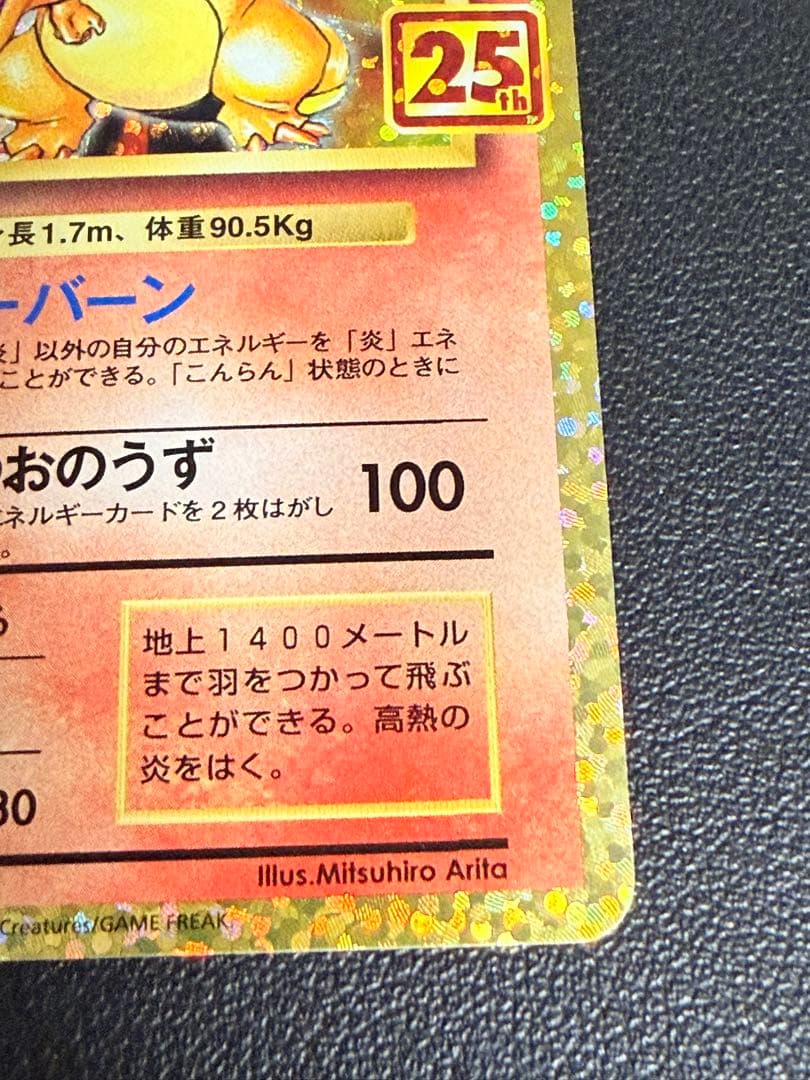 25
th
長1.7m、体重90.5Kg
ーバーン
」以外の自分のエネルギーを「炎」エネ
ことができる。「こんらん」状態のときに
おのうず 100
ネルギーカードを2枚はがし
。
地上1400メートル
まで羽をつかって飛ぶ
ことができる。高熱の
炎をはく。
Illus.Mitsuhiro Arita
Creatures/GAME FREAK